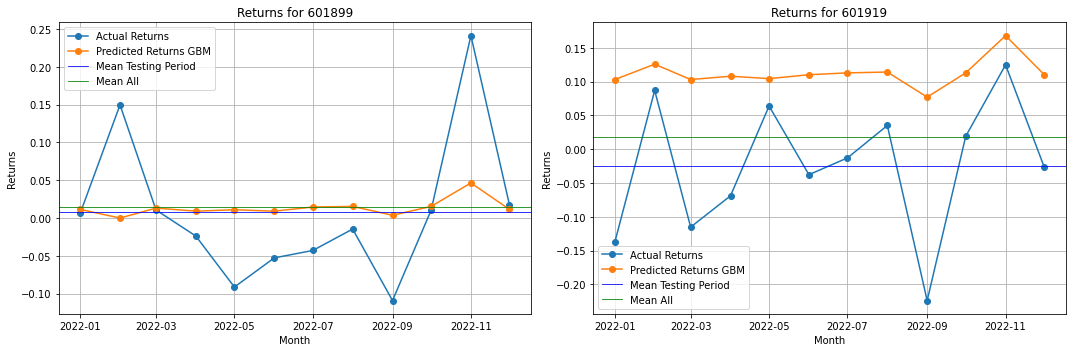 Returns for 601899
0.25
0.20
0.15
0.10
0.05
0.00
−0.05
−0.10
Returns
Actual Returns
Predicted Returns GBM
Mean Testing Period
Mean All
2022-01 2022-03 2022-05 2022-07 2022-09 2022-11
Month
Returns for 601919
0.15
0.10
0.05
0.00
−0.05
−0.10
−0.15
−0.20
Returns
Actual Returns
Predicted Returns GBM
Mean Testing Period
Mean All
2022-01 2022-03 2022-05 2022-07 2022-09 2022-11
Month